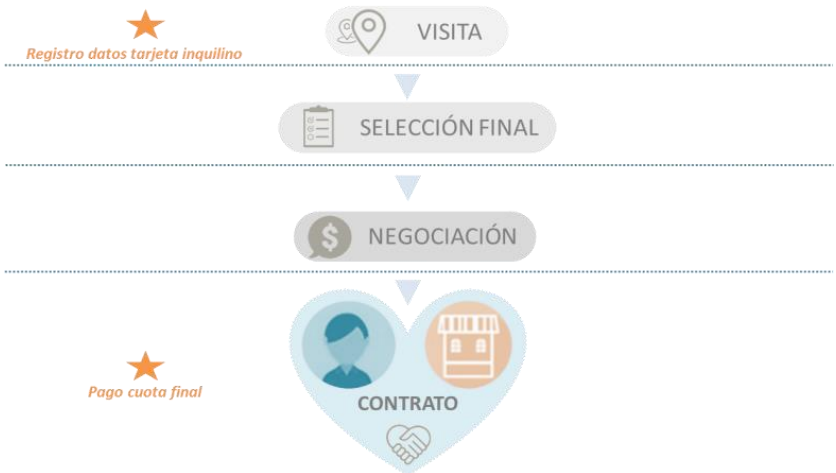 VISITA
Registro datos tarjeta inquilino
SELECCIÓN FINAL
NEGOCIACIÓN
$
Pago cuota final
CONTRATO